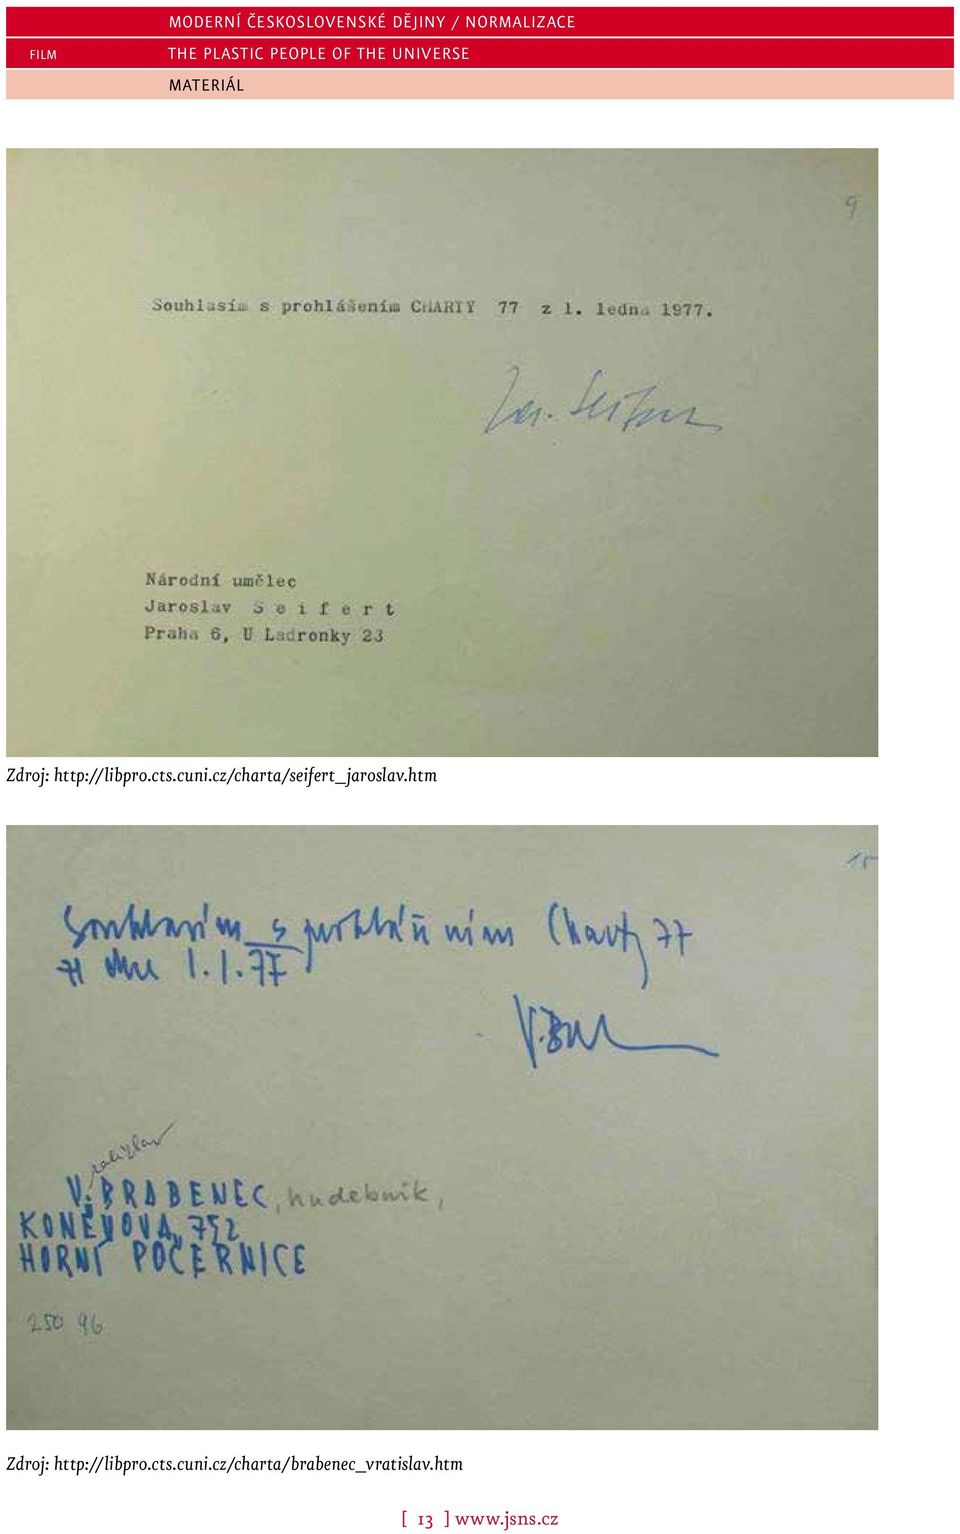 MODERNÍ ČESKOSLOVENSKÉ DĚJINY / NORMALIZACE
FILM
THE PLASTIC PEOPLE OF THE UNIVERSE
MATERIÁL
9
Souhlasím s prohlášením CHARTY 77 z 1. ledna 1977.
Jar. Seifert
Národní umělec
Jaroslav S e i f e r t
Praha 6, U Ladronky 23
Zdroj: http://libpro.cts.cuni.cz/charta/seifert_jaroslav.htm
15
Souhlasím s prohlášením Charty 77
ze dne 1.1.77
ratislav
V. BRABENEC, hudebník,
KONĚVOVA, 752
HORNÍ POČERNICE
250 96
Zdroj: http://libpro.cts.cuni.cz/charta/brabenec_vratislav.htm
[ 13 ] www.jsns.cz